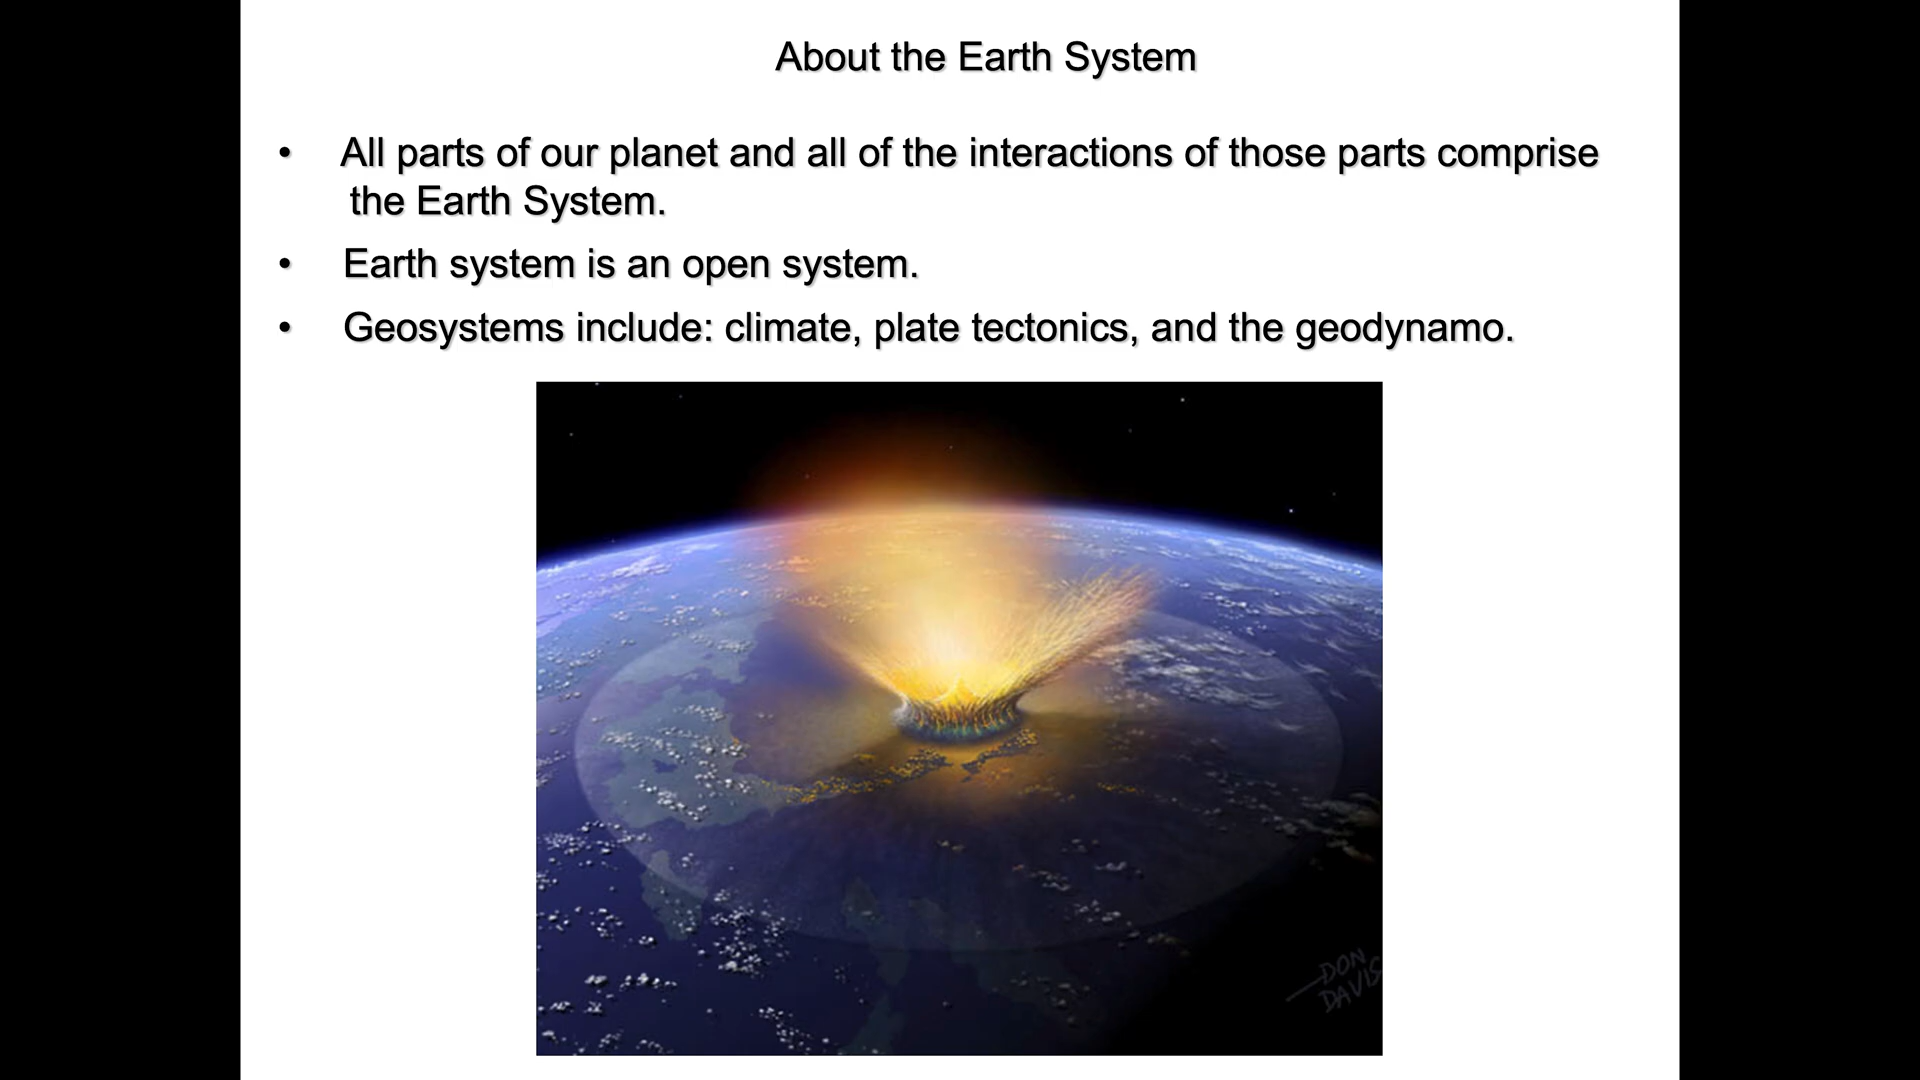 About the Earth System
• All parts of our planet and all of the interactions of those parts comprise
the Earth System.
• Earth system is an open system.
• Geosystems include: climate, plate tectonics, and the geodynamo.
DON
DAVIS